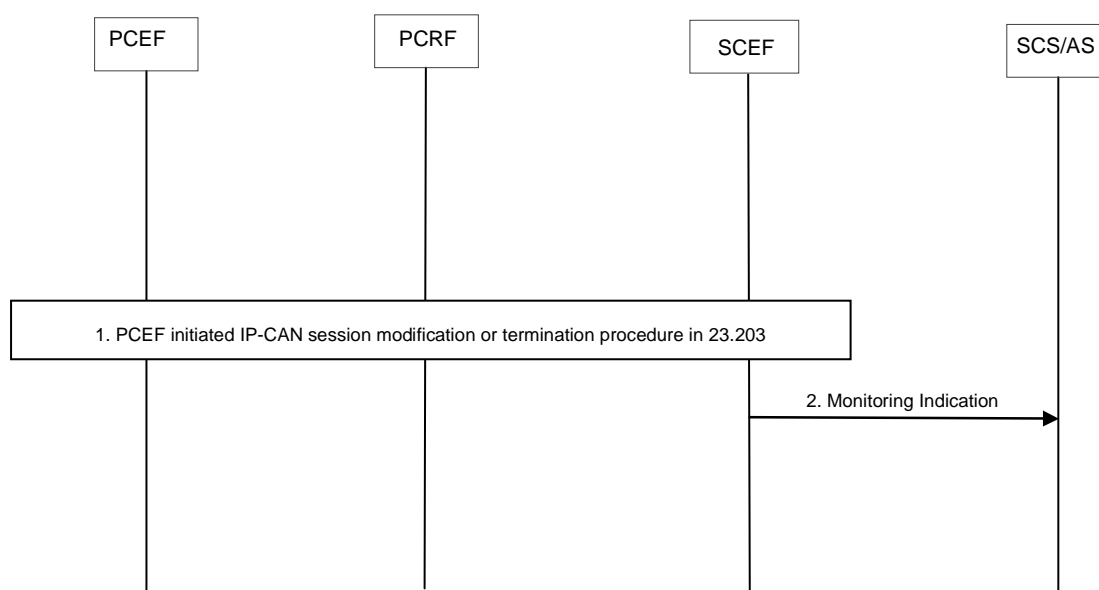 PCEF
PCRF
SCEF
SCS/AS
1. PCEF initiated IP-CAN session modification or termination procedure in 23.203
2. Monitoring Indication